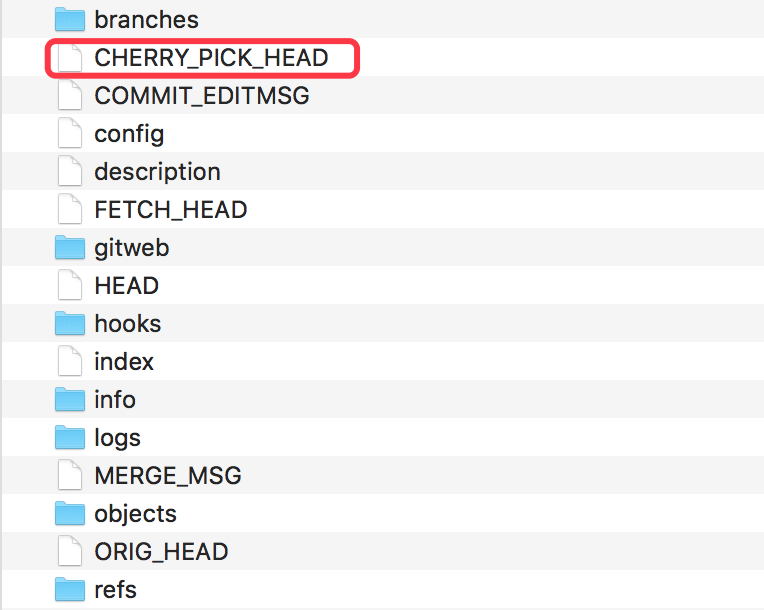 branches
CHERRY_PICK_HEAD
COMMIT_EDITMSG
config
description
FETCH_HEAD
gitweb
HEAD
hooks
index
info
logs
MERGE_MSG
objects
ORIG_HEAD
refs